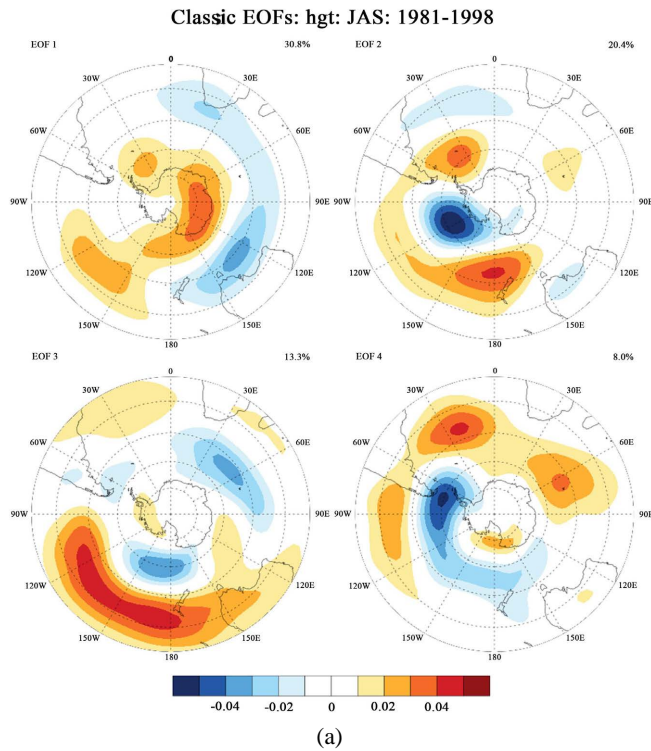 Classic EOFs: hgt: JAS: 1981-1998
EOF 1 0 30.8%
30W 30E
60W 60E
90W 90E
120W 120E
150W 150E
180
EOF 2 0 20.4%
30W 30E
60W 60E
90W 90E
120W 120E
150W 150E
180
EOF 3 0 13.3%
30W 30E
60W 60E
90W 90E
120W 120E
150W 150E
180
EOF 4 0 8.0%
30W 30E
60W 60E
90W 90E
120W 120E
150W 150E
180
-0.04 -0.02 0 0.02 0.04
(a)